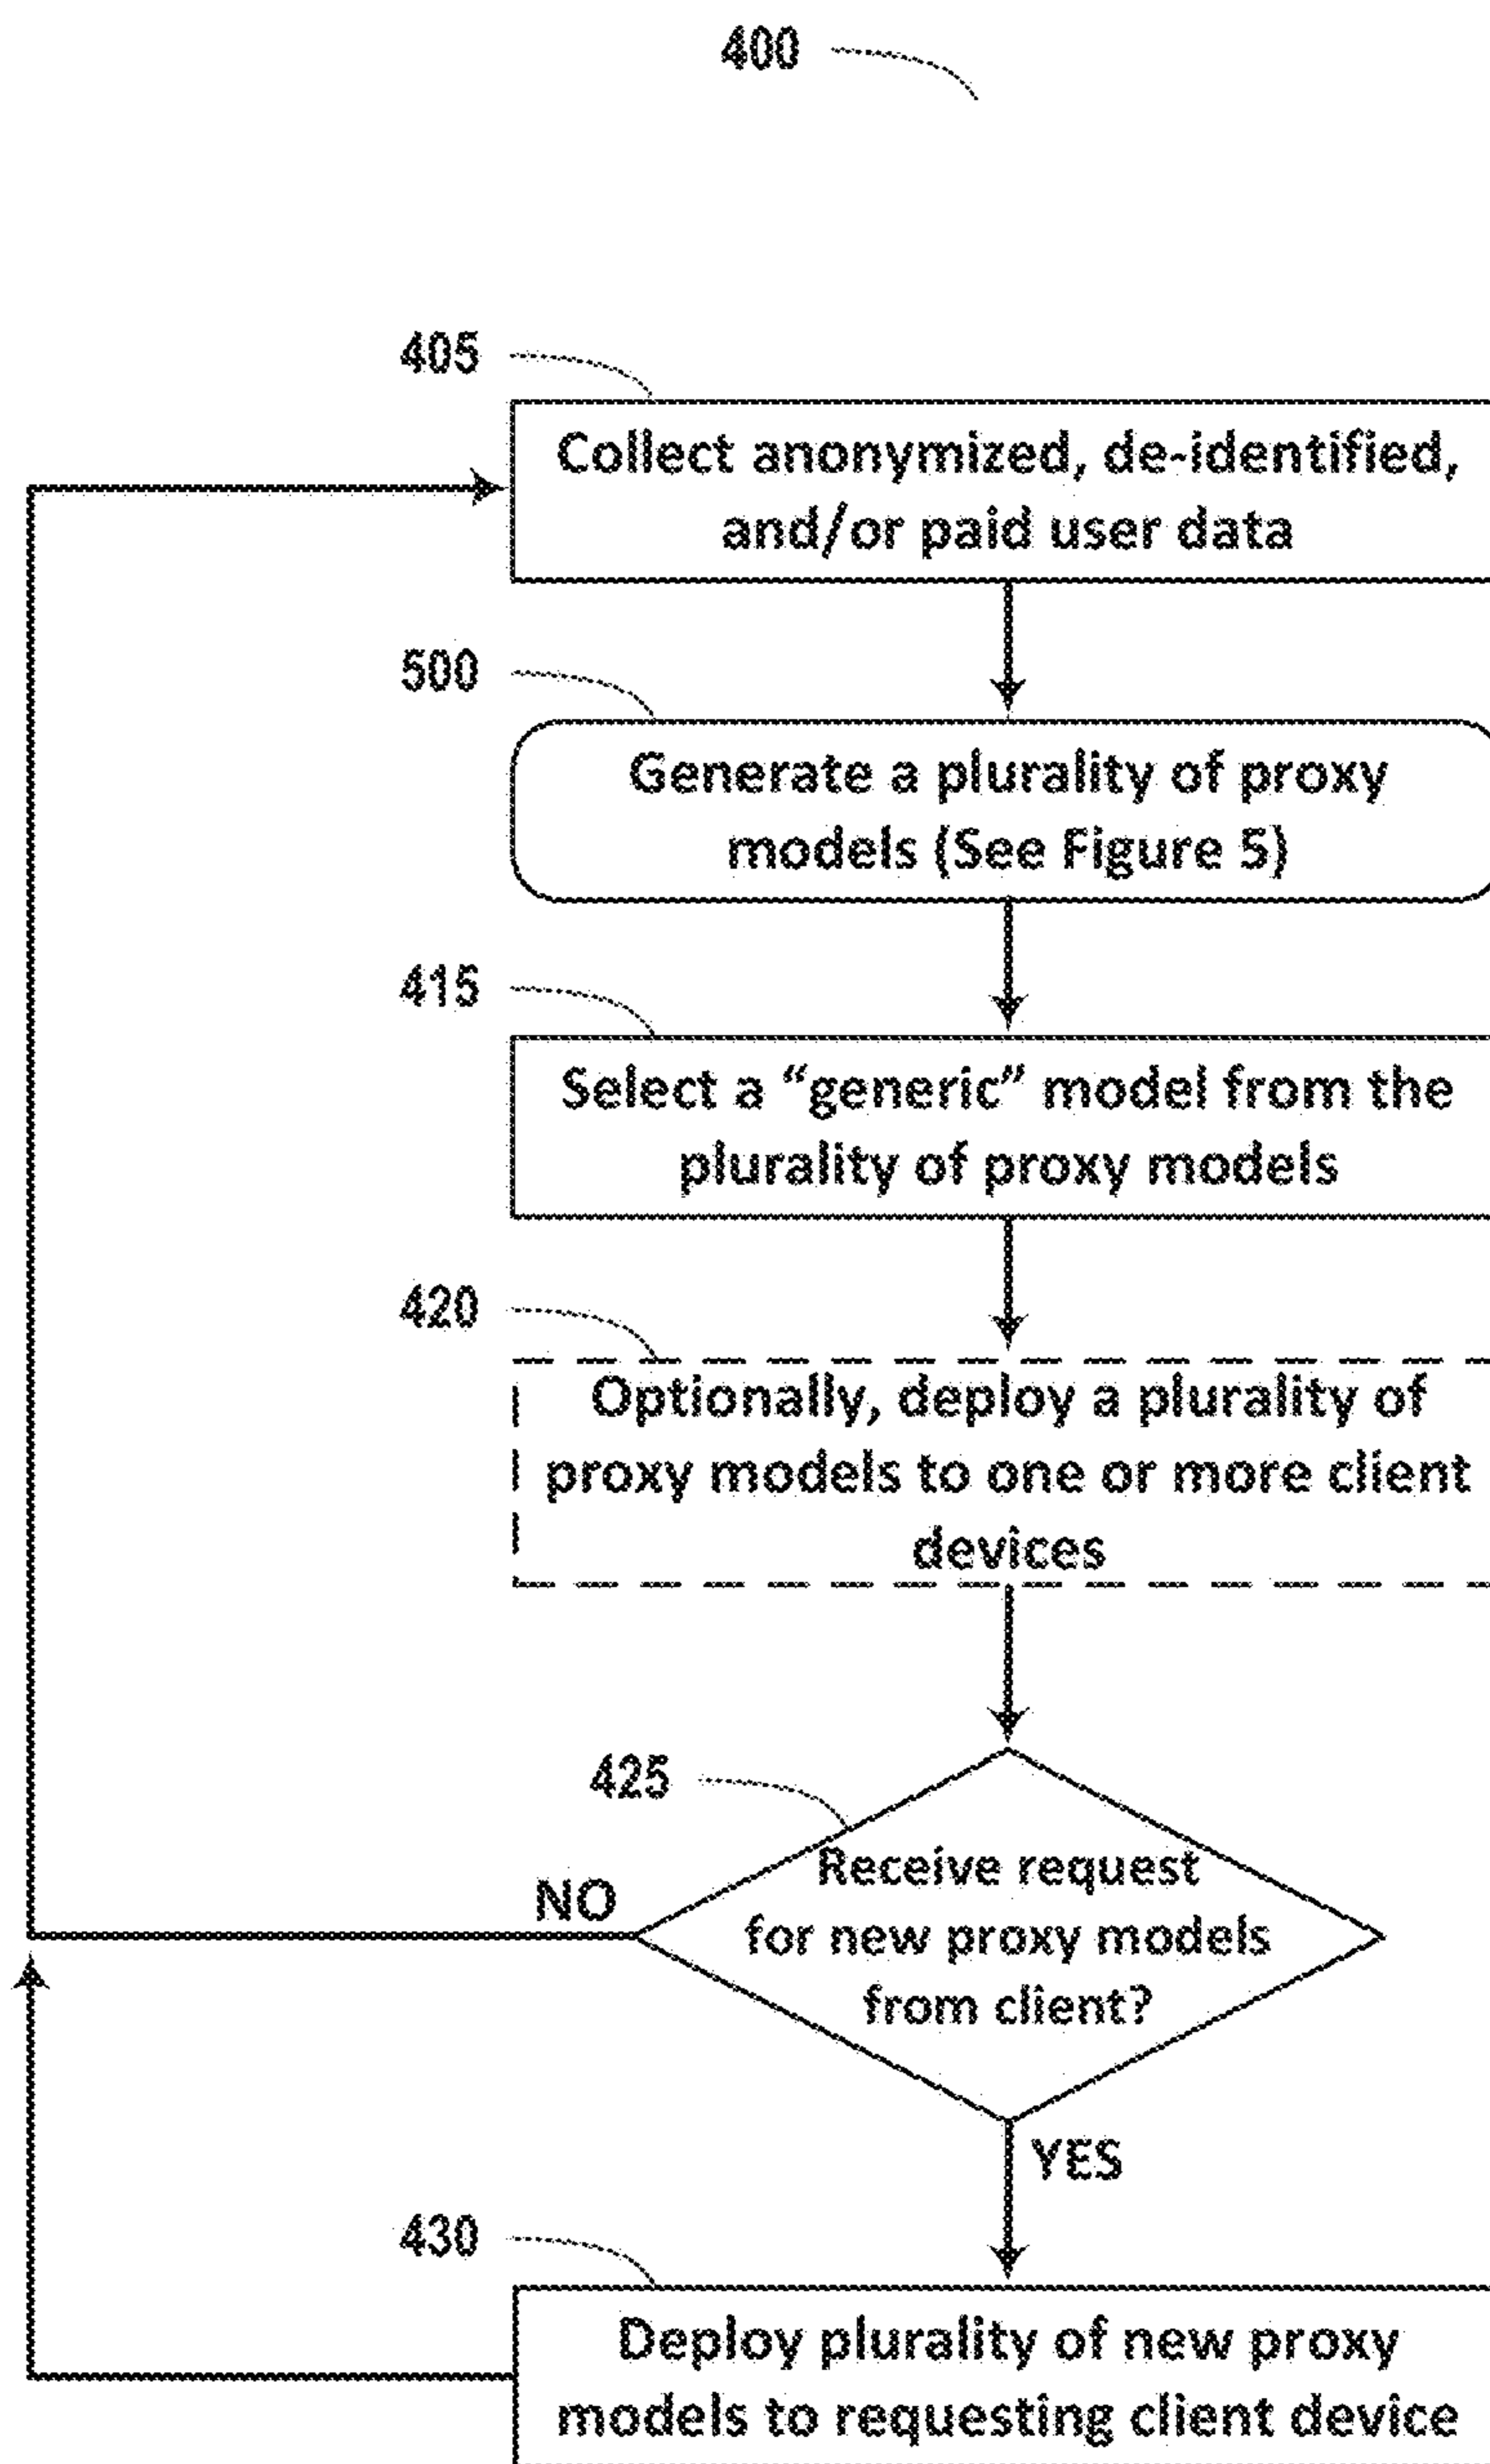 400
405
Collect anonymized, de-identified,
and/or paid user data
500
Generate a plurality of proxy
models (See Figure 5)
415
Select a “generic” model from the
plurality of proxy models
420
Optionally, deploy a plurality of
proxy models to one or more client
devices
425
Receive request
for new proxy models
from client?
NO
YES
430
Deploy plurality of new proxy
models to requesting client device